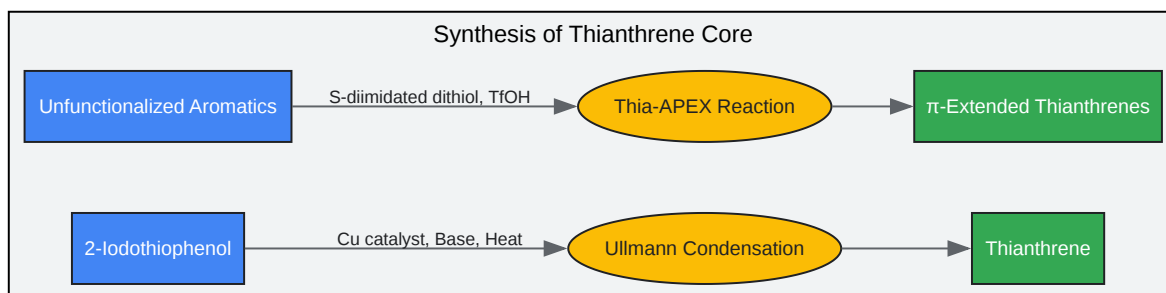 Synthesis of Thianthrene Core
Unfunctionalized Aromatics
S-diimidated dithiol, TfOH
Thia-APEX Reaction
π-Extended Thianthrenes
2-Iodothiophenol
Cu catalyst, Base, Heat
Ullmann Condensation
Thianthrene